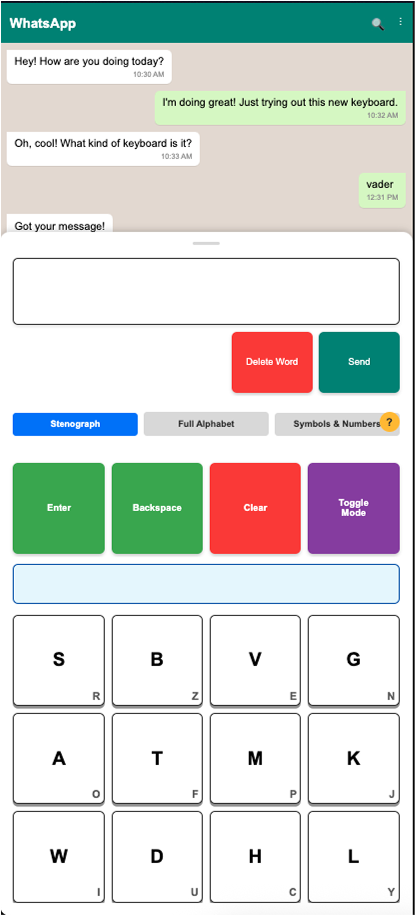 WhatsApp
Hey! How are you doing today?
10:30 AM
I'm doing great! Just trying out this new keyboard.
10:32 AM
Oh, cool! What kind of keyboard is it?
10:33 AM
vader
12:31 PM
Got your message!
Delete Word Send
Stenograph Full Alphabet Symbols & Numbers ?
Enter Backspace Clear Toggle
Mode
S B V G
R Z E N
A T M K
O F P J
W D H L
I U C Y